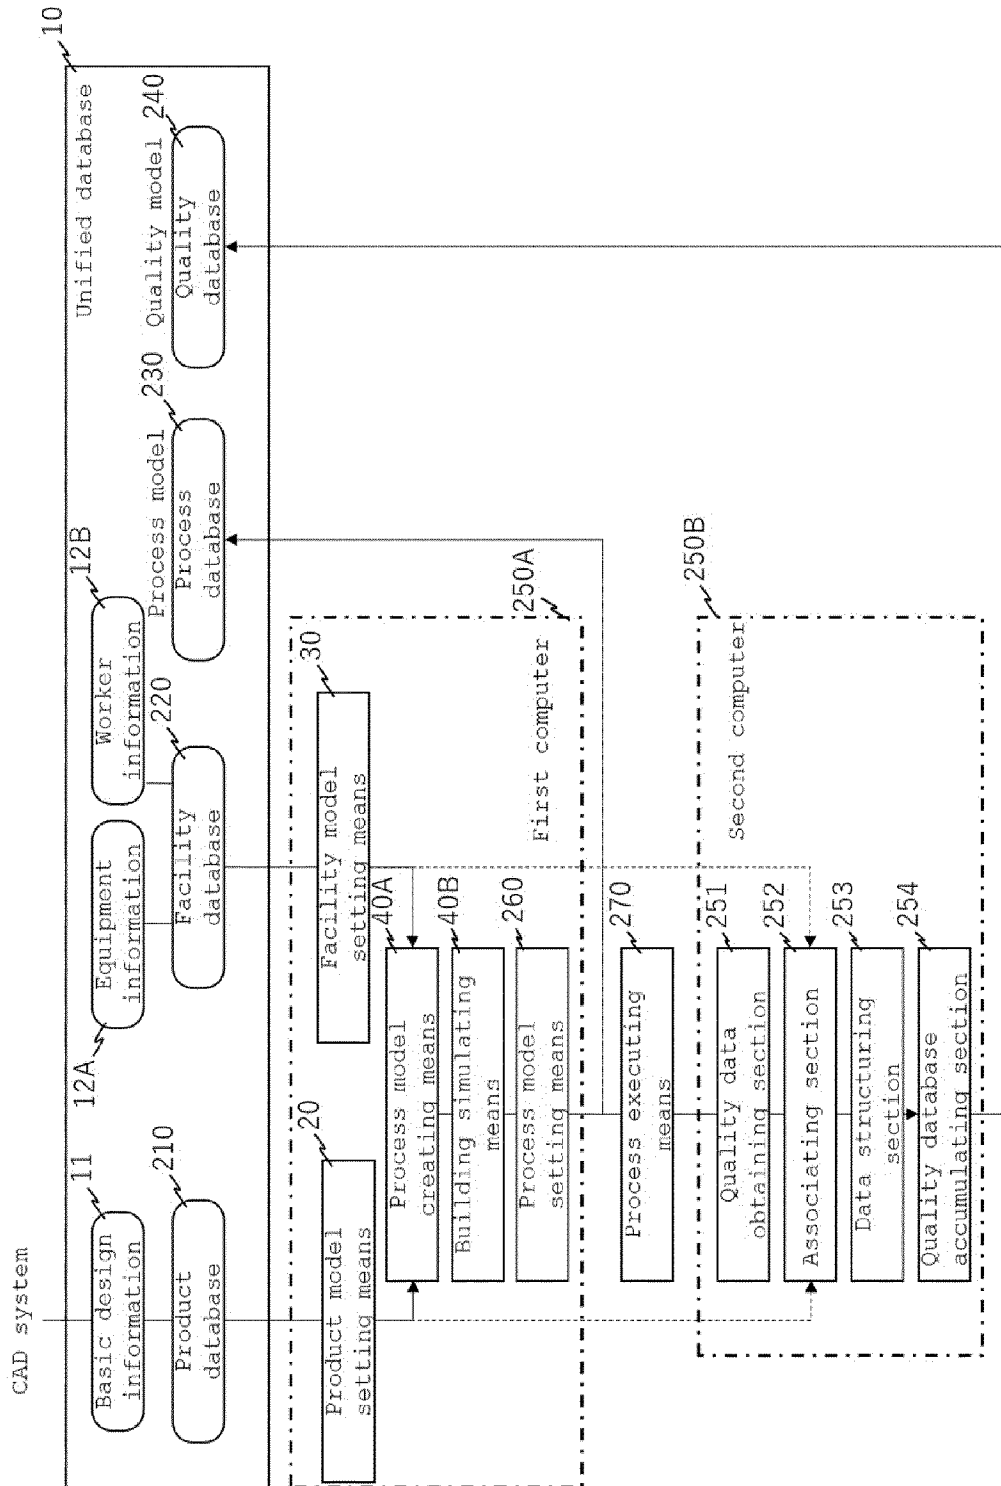 CAD system
10
Unified database
11
Basic design
information
210
Product
database
12A
Equipment
information
12B
Worker
information
220
Facility
database
Process model
230
Process
database
Quality model
240
Quality
database
20
Product model
setting means
30
Facility model
setting means
250A
First computer
40A
Process model
creating means
40B
Building simulating
means
260
Process model
setting means
270
Process executing
means
250B
Second computer
251
Quality data
obtaining section
252
Associating section
253
Data structuring
section
254
Quality database
accumulating section